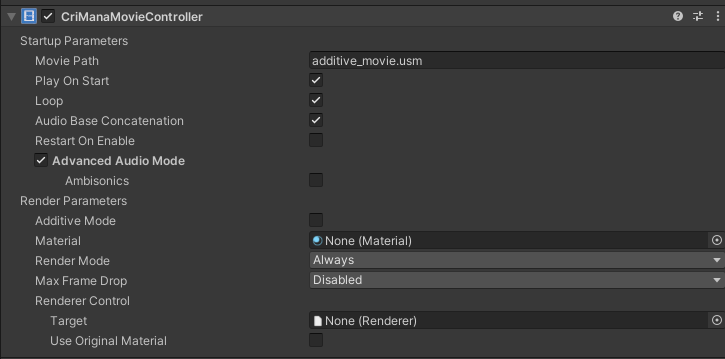 CriManaMovieController
Startup Parameters
Movie Path additive_movie.usm
Play On Start
Loop
Audio Base Concatenation
Restart On Enable
Advanced Audio Mode
Ambisonics
Render Parameters
Additive Mode
Material None (Material)
Render Mode Always
Max Frame Drop Disabled
Renderer Control
Target None (Renderer)
Use Original Material